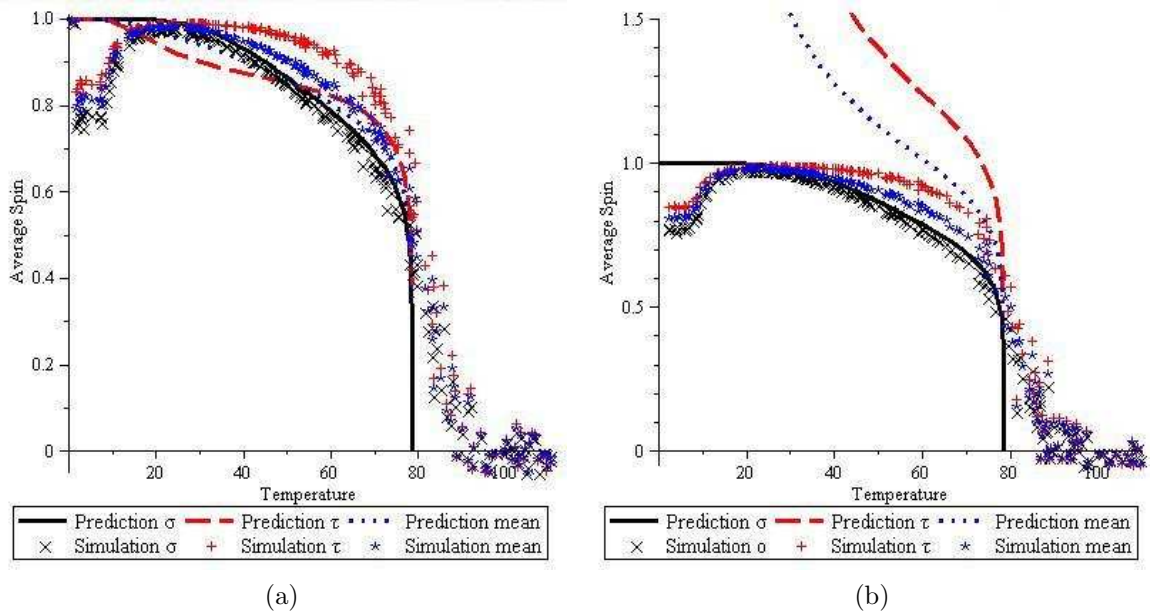 1.0
0.8
0.6
0.4
0.2
0
Average Spin
20 40 60 80 100
Temperature
Prediction σ Prediction τ Prediction mean
Simulation σ Simulation τ Simulation mean
(a)
1.5
1.0
0.5
0
Average Spin
20 40 60 80 100
Temperature
Prediction σ Prediction τ Prediction mean
Simulation o Simulation τ Simulation mean
(b)